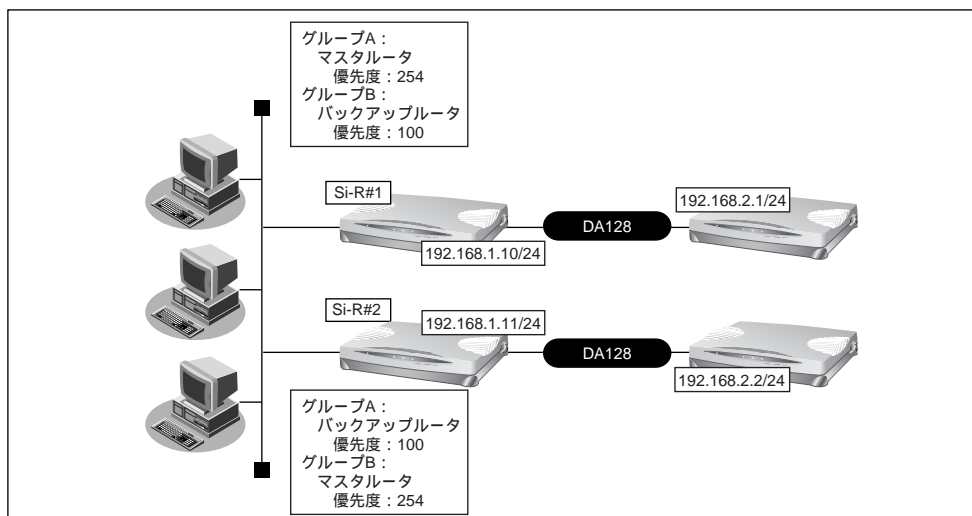 グループA：
マスタルータ
優先度：254
グループB：
バックアップルータ
優先度：100
Si-R#1
192.168.1.10/24
DA128
192.168.2.1/24
Si-R#2
192.168.1.11/24
DA128
192.168.2.2/24
グループA：
バックアップルータ
優先度：100
グループB：
マスタルータ
優先度：254